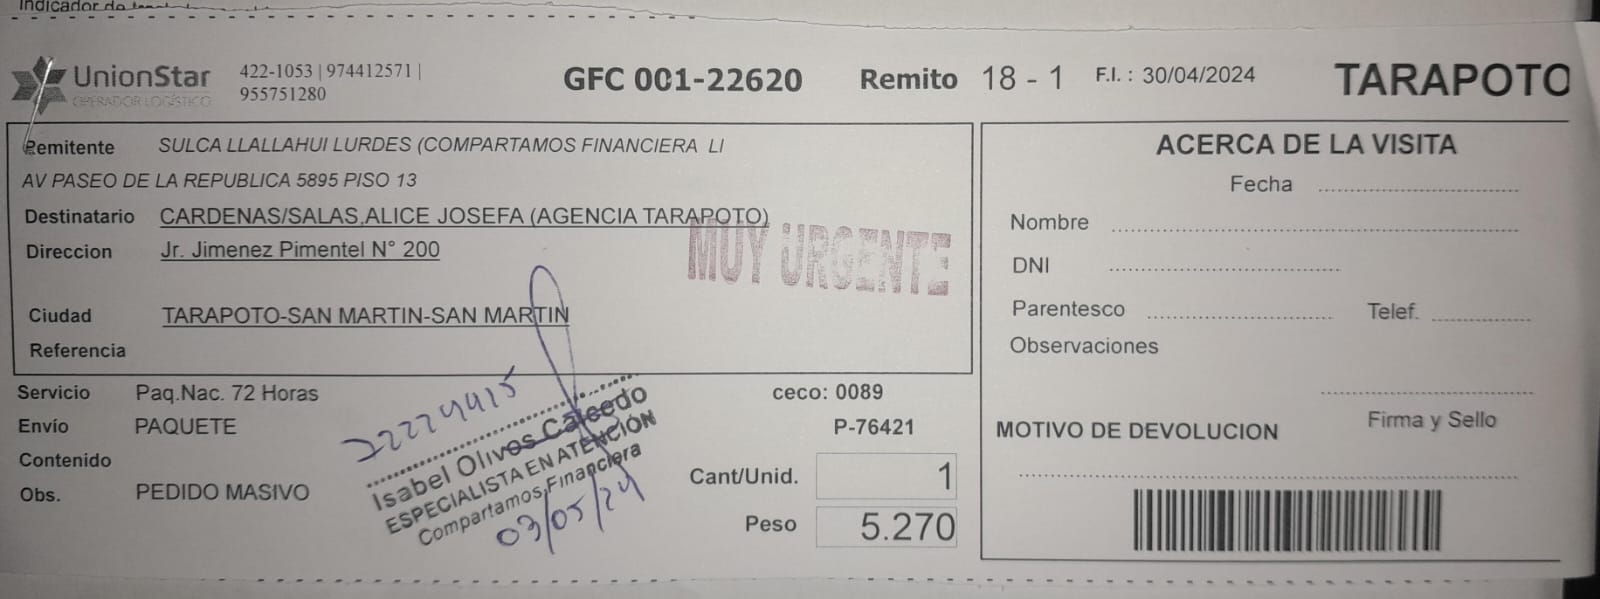 Indicador de
UnionStar
OPERADOR LOGÍSTICO
422-1053 | 974412571 |
955751280
GFC 001-22620
Remito 18 - 1
F.I. : 30/04/2024
TARAPOTO
Remitente SULCA LLALLAHUI LURDES (COMPARTAMOS FINANCIERA LI
AV PASEO DE LA REPUBLICA 5895 PISO 13
Destinatario CARDENAS/SALAS,ALICE JOSEFA (AGENCIA TARAPOTO)
Direccion Jr. Jimenez Pimentel N° 200
MUY URGENTE
Ciudad TARAPOTO-SAN MARTIN-SAN MARTIN
Referencia
Servicio Paq.Nac. 72 Horas
Envío PAQUETE
Contenido
Obs. PEDIDO MASIVO
22224415
Isabel Olivos Caicedo
ESPECIALISTA EN ATENCIÓN
Compartamos Financiera
03/05/24
ceco: 0089
P-76421
Cant/Unid. 1
Peso 5.270
ACERCA DE LA VISITA
Fecha
Nombre
DNI
Parentesco Telef.
Observaciones
Firma y Sello
MOTIVO DE DEVOLUCION